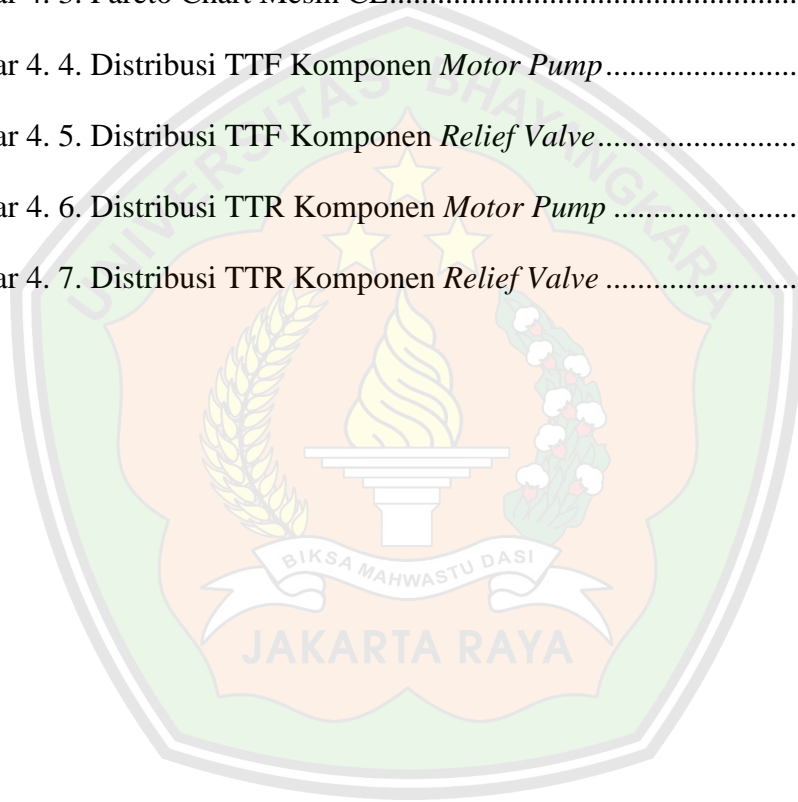 ar 4. 3. Pareto Chart Mesin CL....................................................
ar 4. 4. Distribusi TTF Komponen Motor Pump........................
ar 4. 5. Distribusi TTF Komponen Relief Valve.........................
ar 4. 6. Distribusi TTR Komponen Motor Pump .......................
ar 4. 7. Distribusi TTR Komponen Relief Valve ........................
UNIVERSITAS BHAYANGKARA
BIKSA MAHWASTU DASI
JAKARTA RAYA